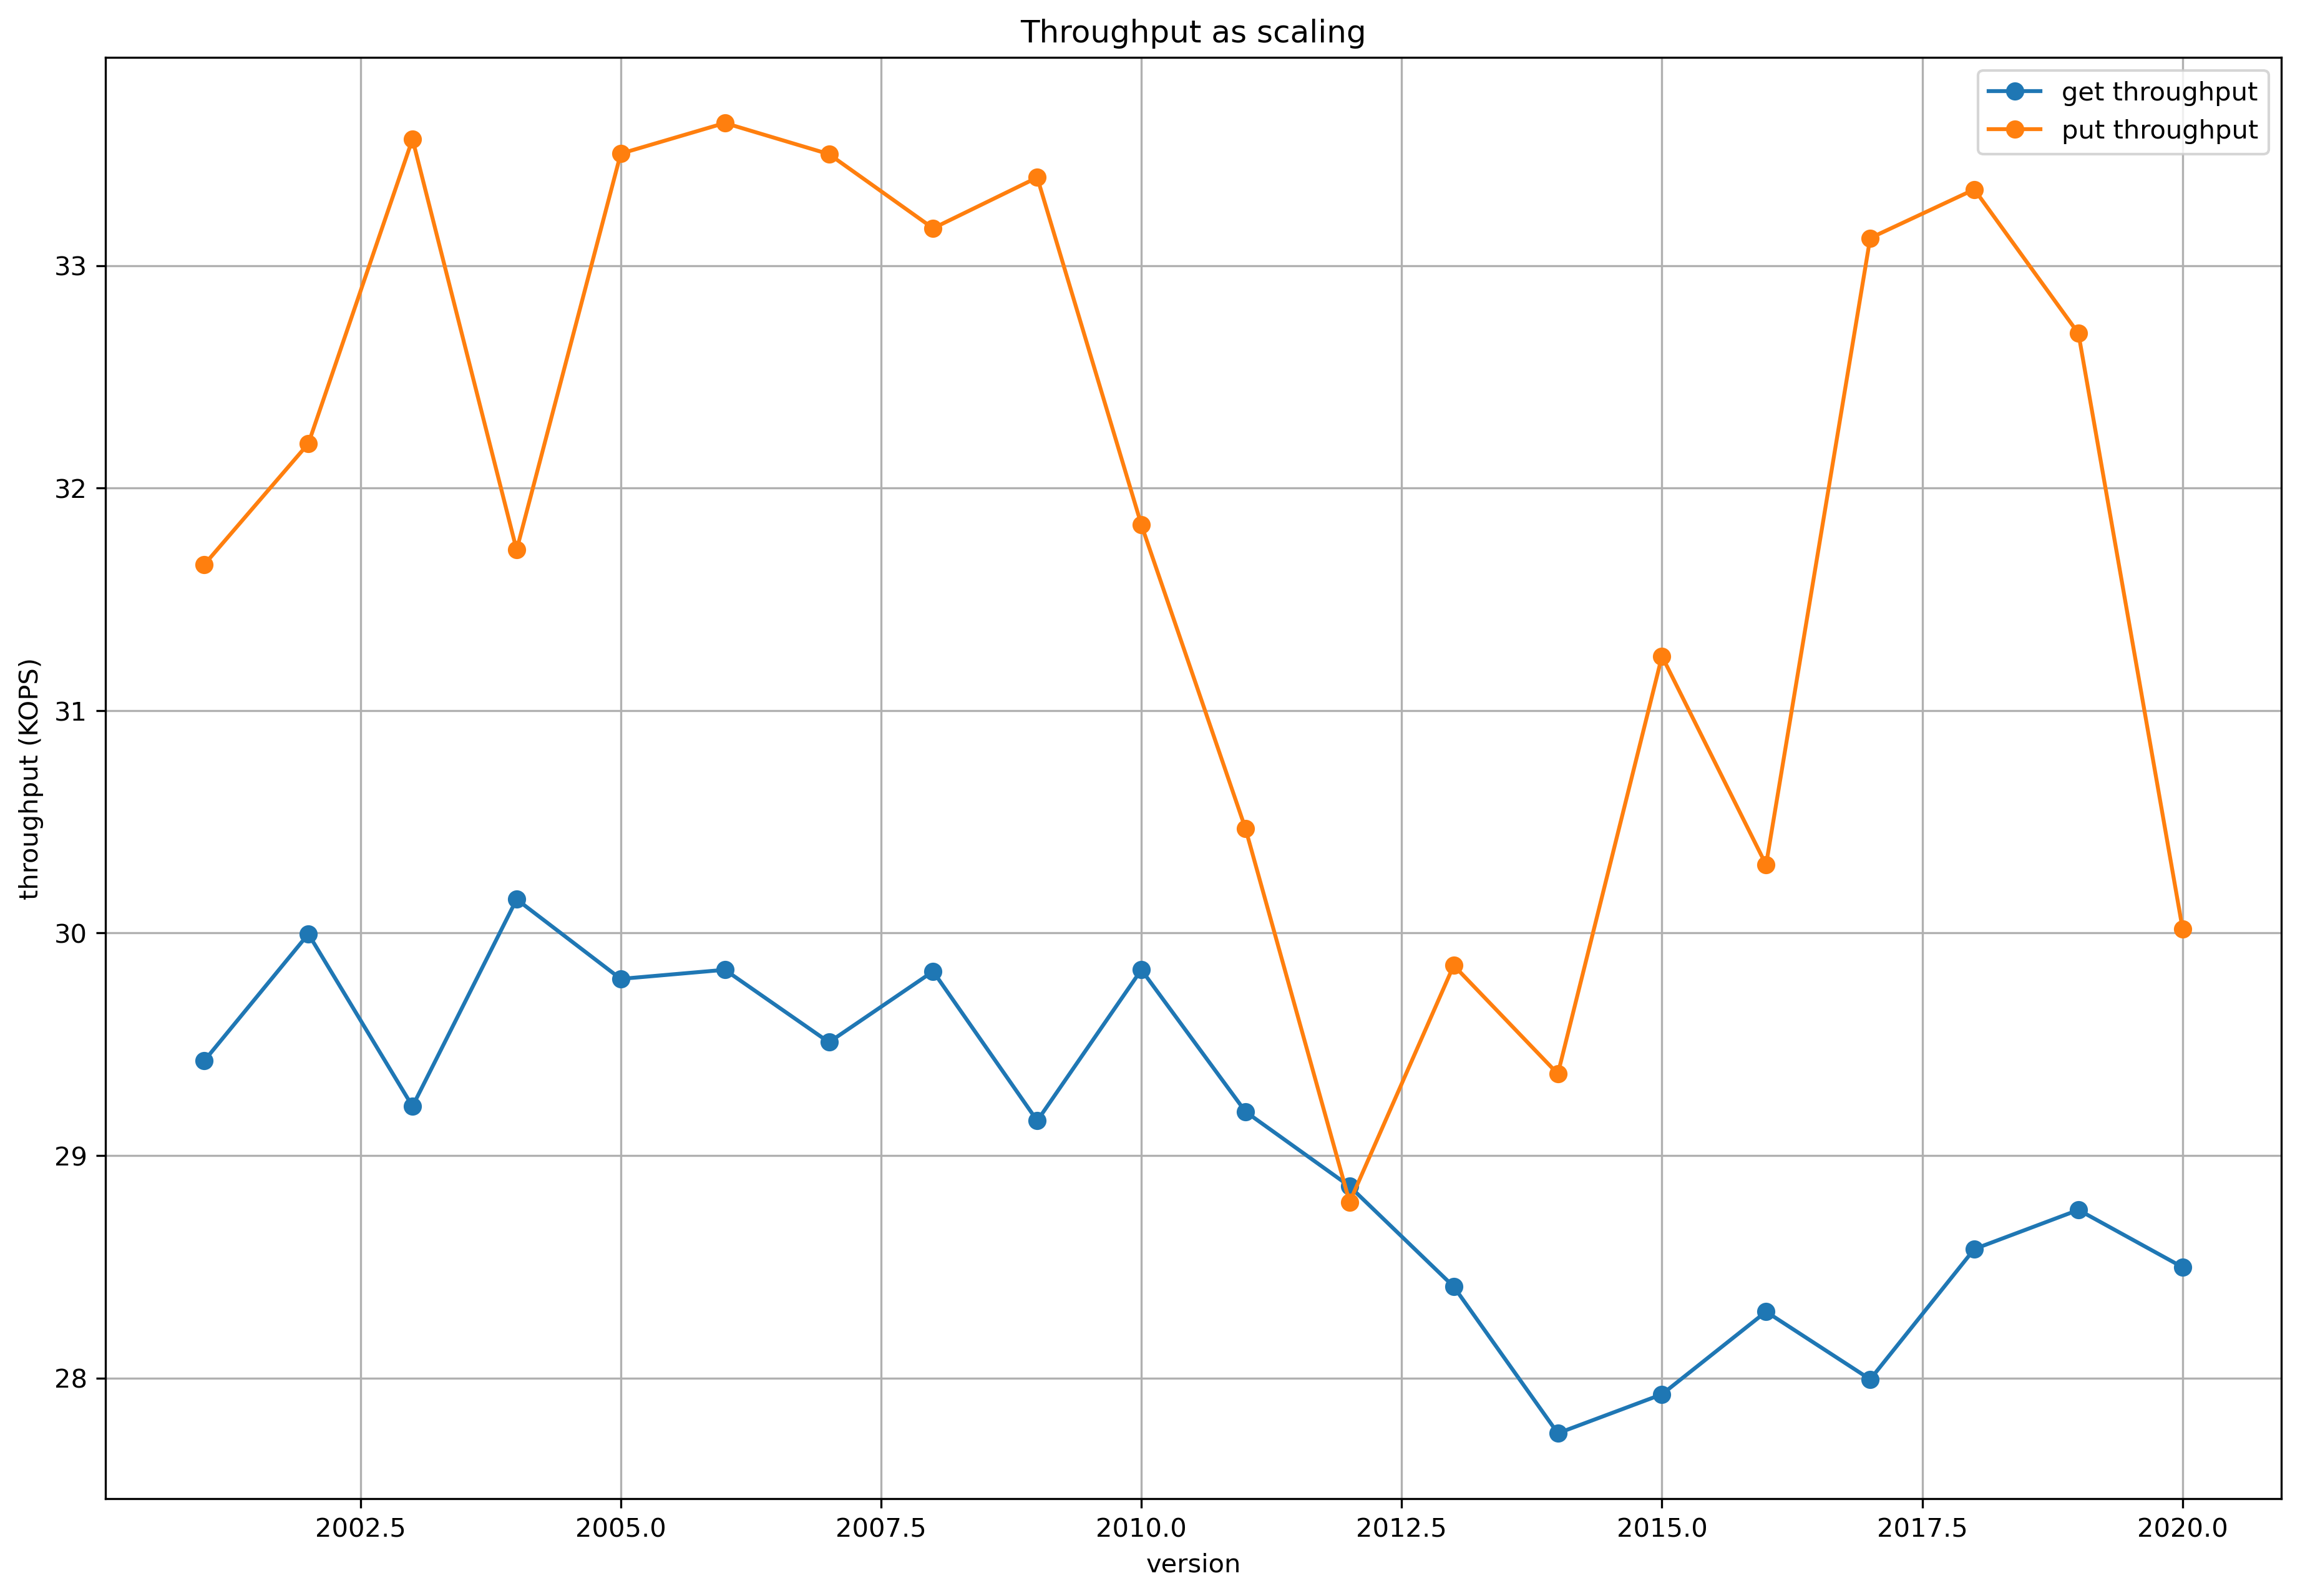 Throughput as scaling
get throughput
put throughput
throughput (KOPS)
33
32
31
30
29
28
2002.5 2005.0 2007.5 2010.0 2012.5 2015.0 2017.5 2020.0
version